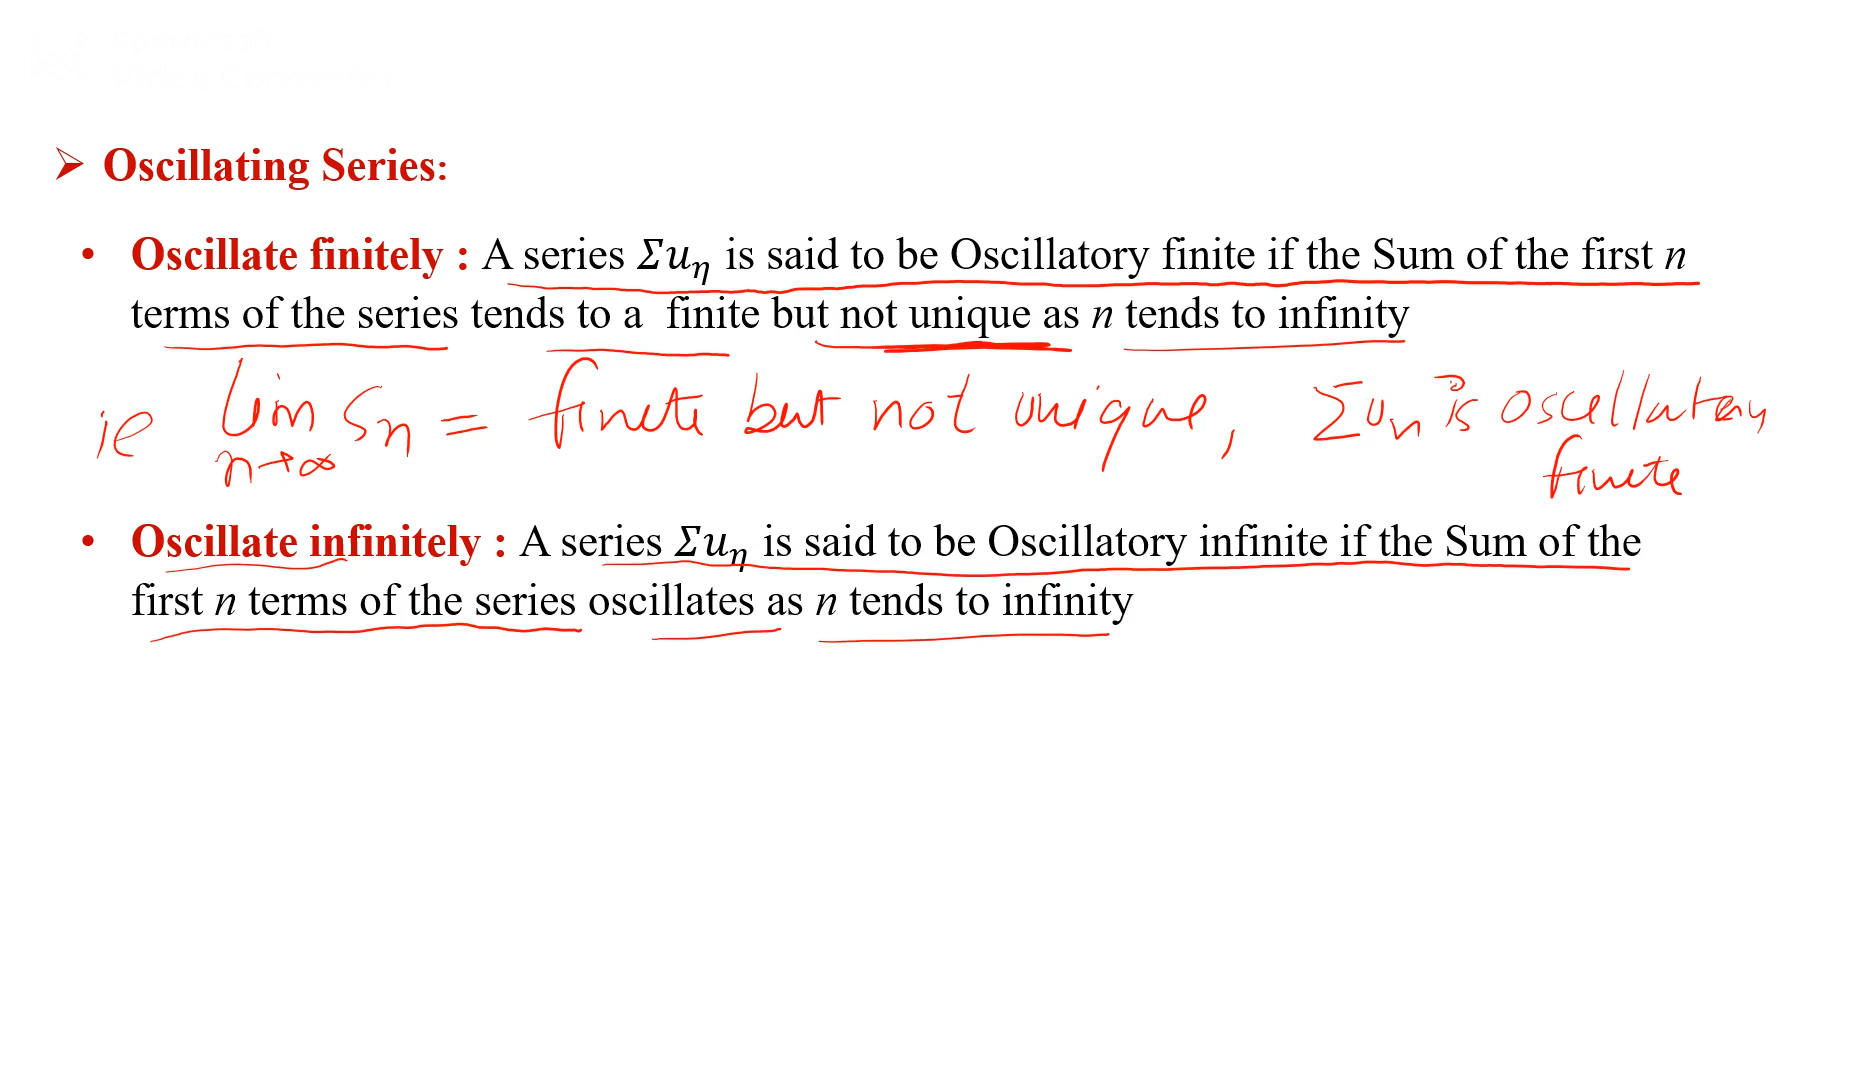 ➤ Oscillating Series:
• Oscillate finitely : A series Σu_η is said to be Oscillatory finite if the Sum of the first n
terms of the series tends to a finite but not unique as n tends to infinity
ie lim S_n = finite but not unique, Σu_n is oscillatory
n→∞
finite
• Oscillate infinitely : A series Σu_η is said to be Oscillatory infinite if the Sum of the
first n terms of the series oscillates as n tends to infinity